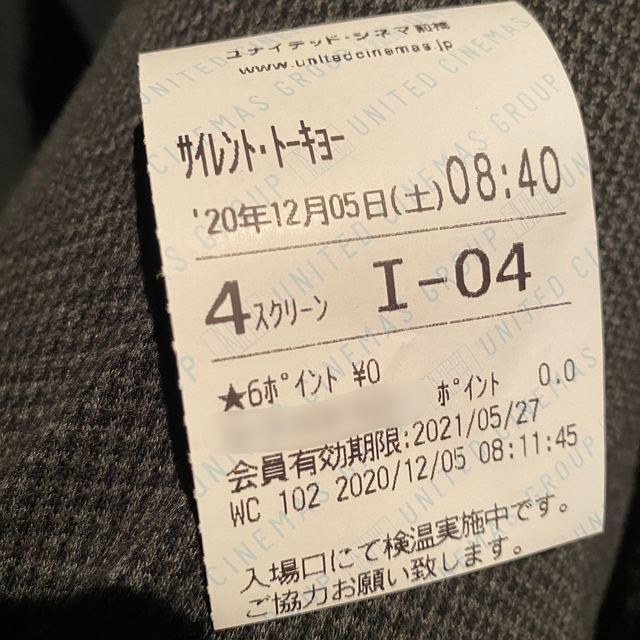 ユナイテッド・シネマ前橋
www.unitedcinemas.jp
サイレント・トーキョー
'20年12月05日(土)08:40
4スクリーン I-04
★6ポイント ¥0
ポイント 0.0
会員有効期限:2021/05/27
WC 102 2020/12/05 08:11:45
入場口にて検温実施中です。
ご協力お願い致します。